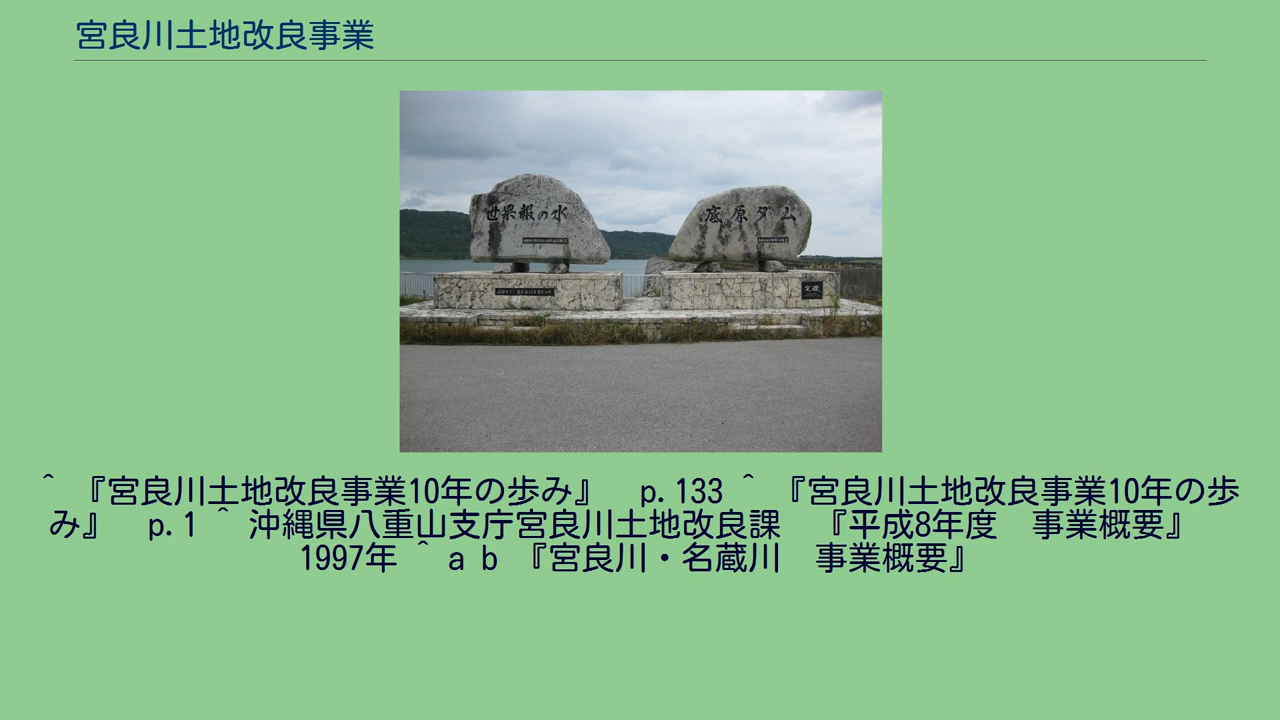 宮良川土地改良事業
世果報の水
底原ダム
定礎
^ 『宮良川土地改良事業10年の歩み』 p.133 ^ 『宮良川土地改良事業10年の歩
み』 p.1 ^ 沖縄県八重山支庁宮良川土地改良課 『平成8年度 事業概要』
1997年 ^ a b 『宮良川・名蔵川 事業概要』